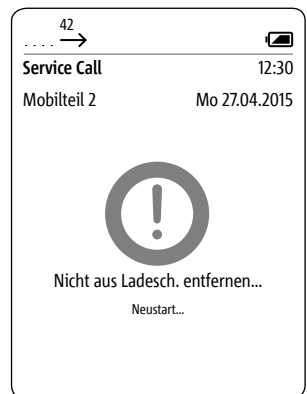 42
.... →
Service Call 12:30
Mobilteil 2 Mo 27.04.2015
!
Nicht aus Ladesch. entfernen...
Neustart...